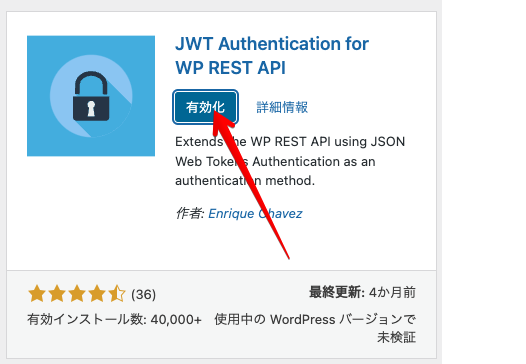 JWT Authentication for
WP REST API
有効化 詳細情報
Extends the WP REST API using JSON
Web Tokens Authentication as an
authentication method.
作者: Enrique Chavez
(36) 最終更新: 4か月前
有効インストール数: 40,000+ 使用中の WordPress バージョンで
未検証